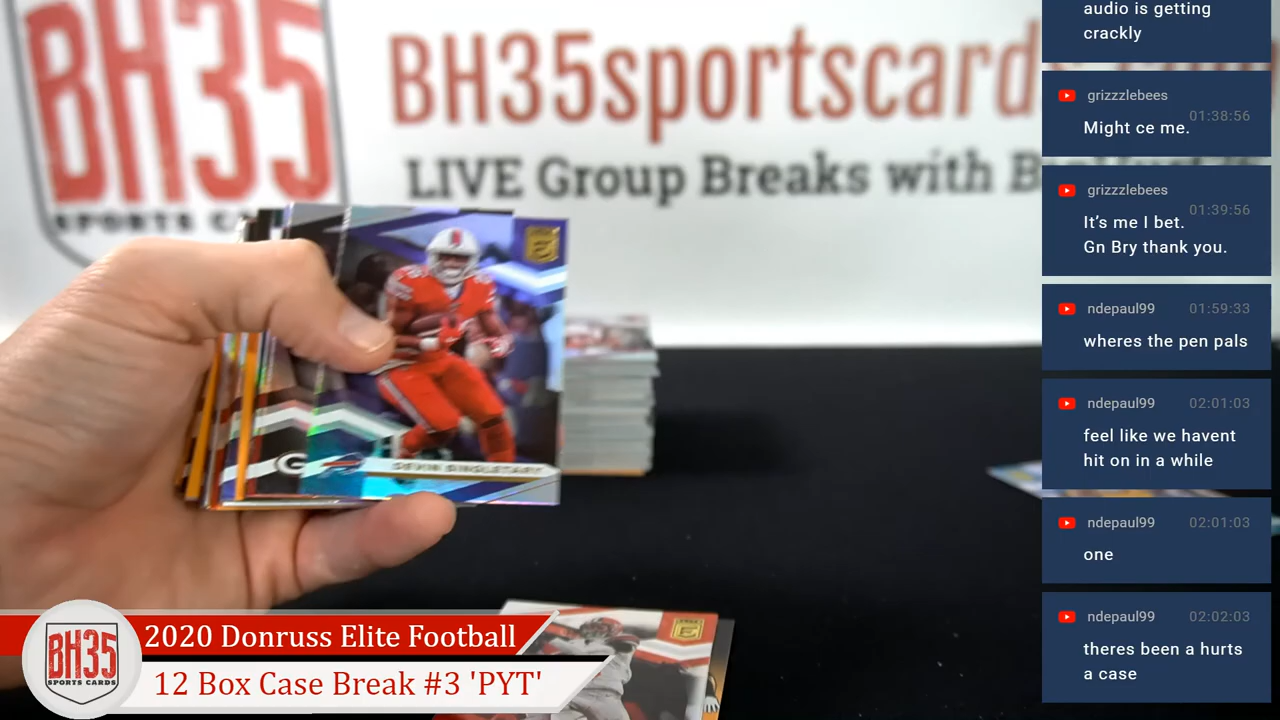 BH35
SPORTS CA
BH35sportscard
LIVE Group Breaks with B
DEVIN SINGLETARY
G
2020 Donruss Elite Football
12 Box Case Break #3 'PYT'
BH35
SPORTS CARDS
audio is getting
crackly
grizzzlebees
01:38:56
Might ce me.
grizzzlebees
01:39:56
It’s me I bet.
Gn Bry thank you.
ndepaul99 01:59:33
wheres the pen pals
ndepaul99 02:01:03
feel like we havent
hit on in a while
ndepaul99 02:01:03
one
ndepaul99 02:02:03
theres been a hurts
a case